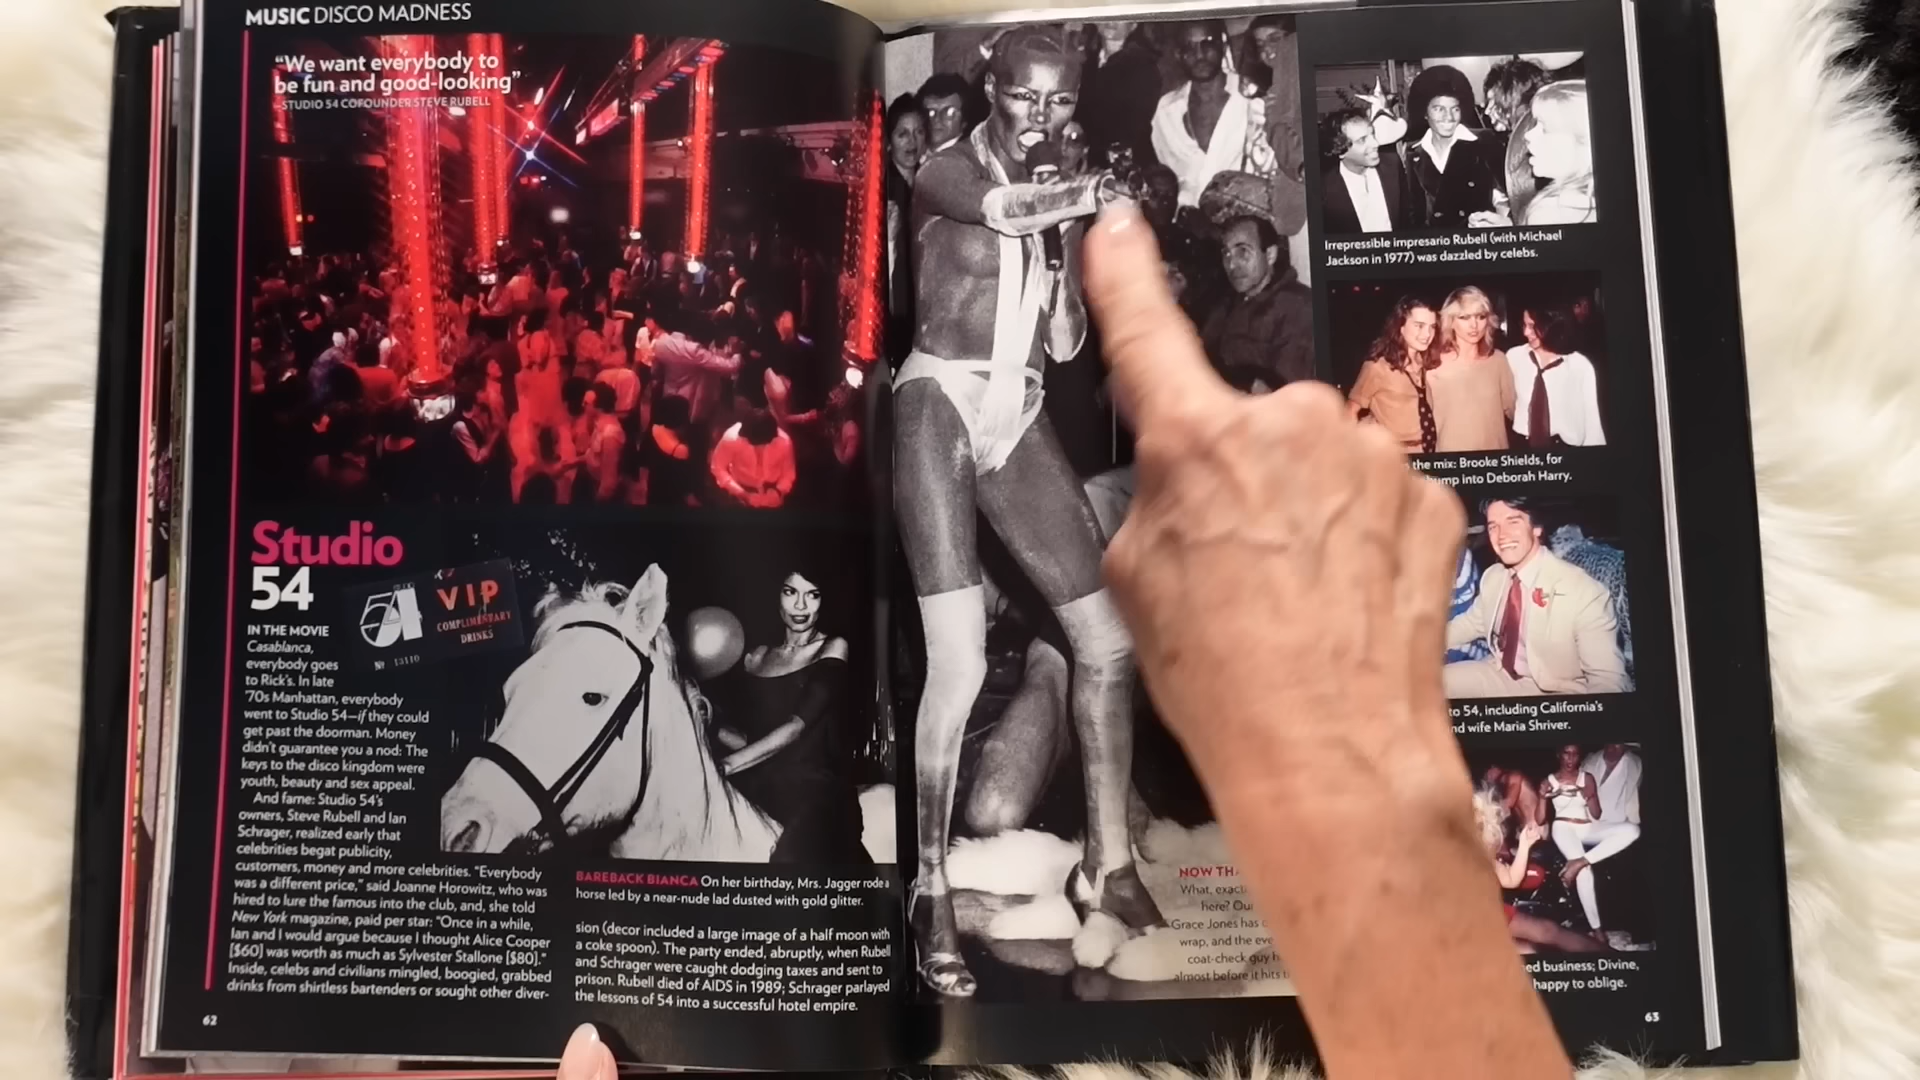 MUSIC DISCO MADNESS
“We want everybody to
be fun and good-looking”
–STUDIO 54 COFOUNDER STEVE RUBELL
Studio
54
54
VIP
COMPLIMENTARY
DRINKS
No 13110
IN THE MOVIE
Casablanca,
everybody goes
to Rick's. In late
'70s Manhattan, everybody
went to Studio 54—if they could
get past the doorman. Money
didn't guarantee you a nod: The
keys to the disco kingdom were
youth, beauty and sex appeal.
And fame: Studio 54's
owners, Steve Rubell and Ian
Schrager, realized early that
celebrities begat publicity,
customers, money and more celebrities. “Everybody
was a different price,” said Joanne Horowitz, who was
hired to lure the famous into the club, and, she told
New York magazine, paid per star: “Once in a while,
Ian and I would argue because I thought Alice Cooper
[$60] was worth as much as Sylvester Stallone [$80].”
Inside, celebs and civilians mingled, boogied, grabbed
drinks from shirtless bartenders or sought other diver-
BAREBACK BIANCA On her birthday, Mrs. Jagger rode a
horse led by a near-nude lad dusted with gold glitter.
sion (decor included a large image of a half moon with
a coke spoon). The party ended, abruptly, when Rubell
and Schrager were caught dodging taxes and sent to
prison. Rubell died of AIDS in 1989; Schrager parlayed
the lessons of 54 into a successful hotel empire.
62
Irrepressible impresario Rubell (with Michael
Jackson in 1977) was dazzled by celebs.
the mix: Brooke Shields, for
bump into Deborah Harry.
to 54, including California's
wife Maria Shriver.
NOW
What,
here?
Grace Jones has
wrap, and the
coat-check guy
almost before it hits
business; Divine,
happy to oblige.
63